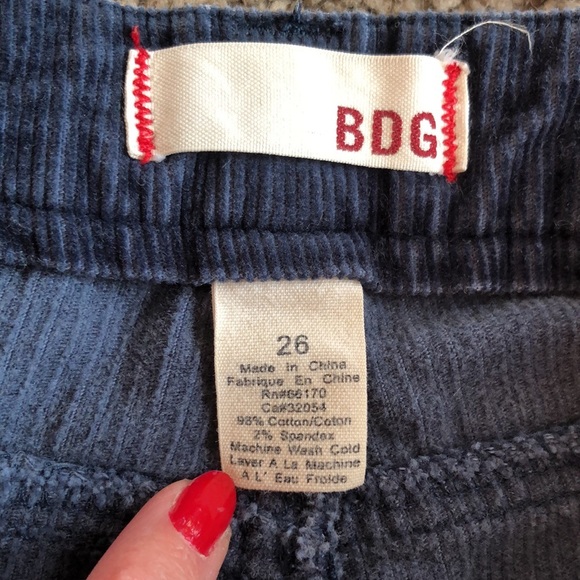 BDG
26
Made In China
Fabrique En Chine
Rn#66170
Ca#32054
98% Cotton/Coton
2% Spandex
Machine Wash Cold
Laver A La Machine
A L' Eau Froide